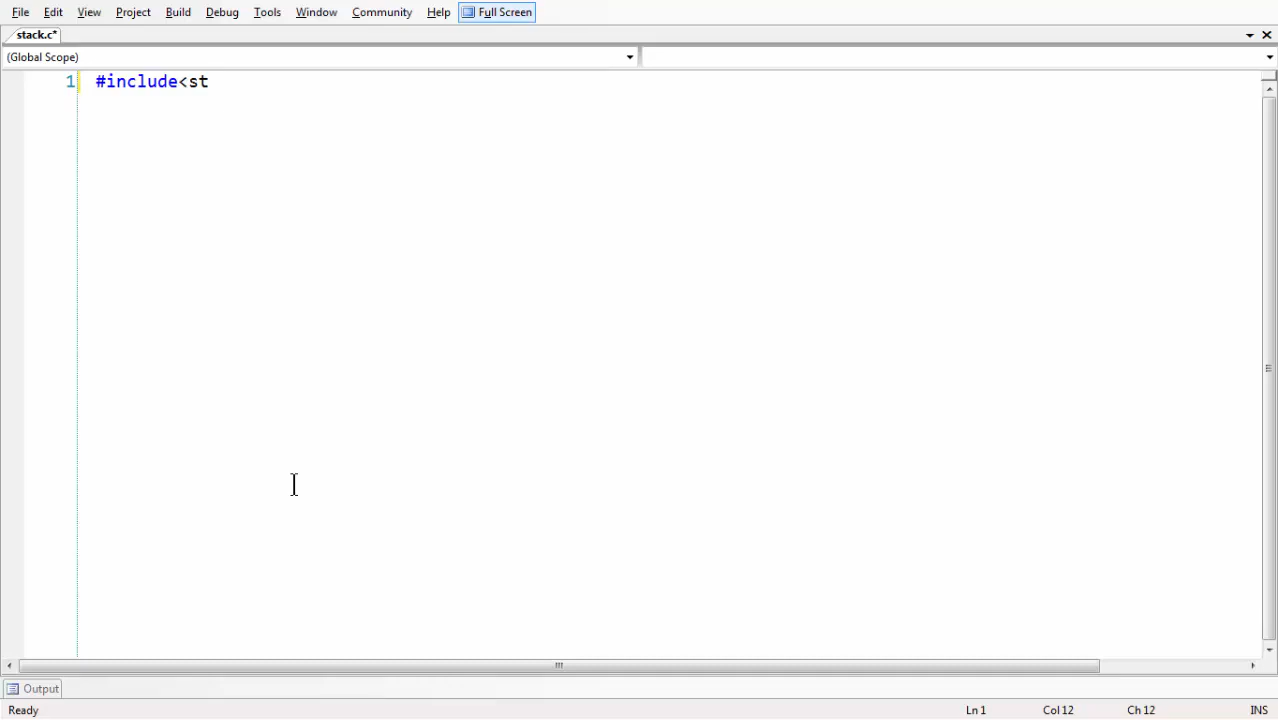 File Edit View Project Build Debug Tools Window Community Help Full Screen
stack.c*
(Global Scope)
1 #include<st
Output
Ready Ln 1 Col 12 Ch 12 INS